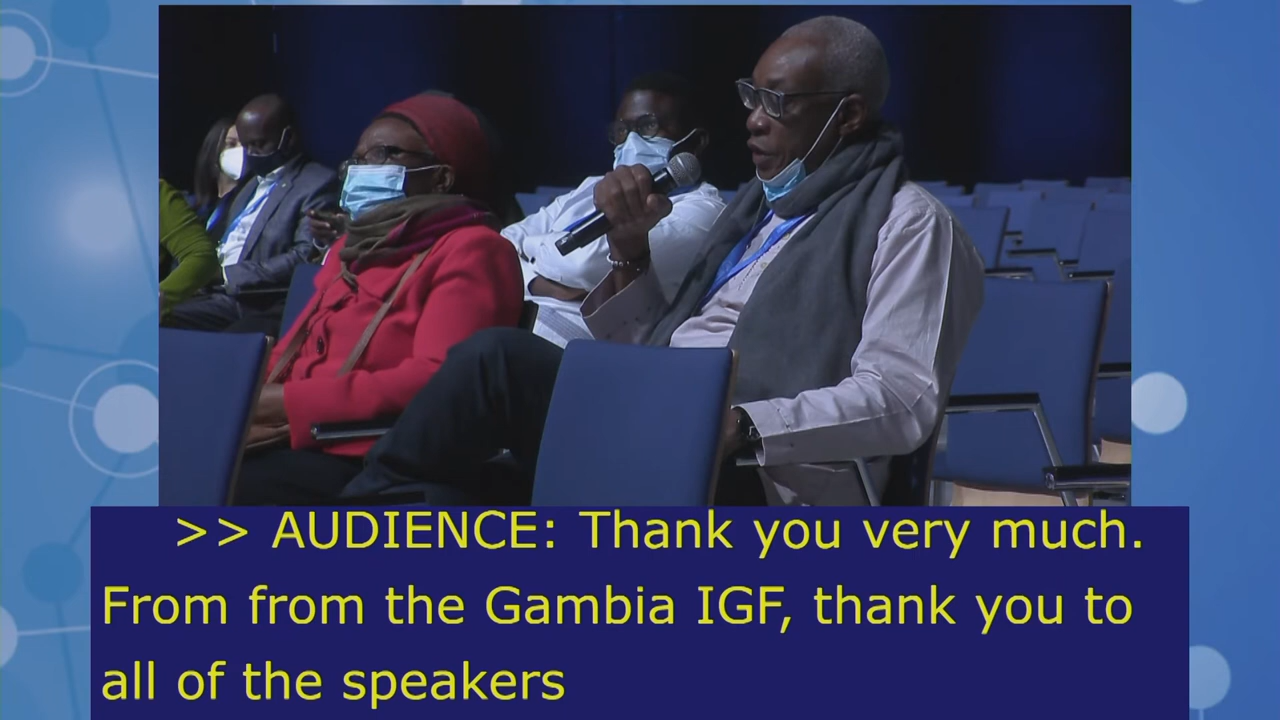 >> AUDIENCE: Thank you very much.
From from the Gambia IGF, thank you to
all of the speakers